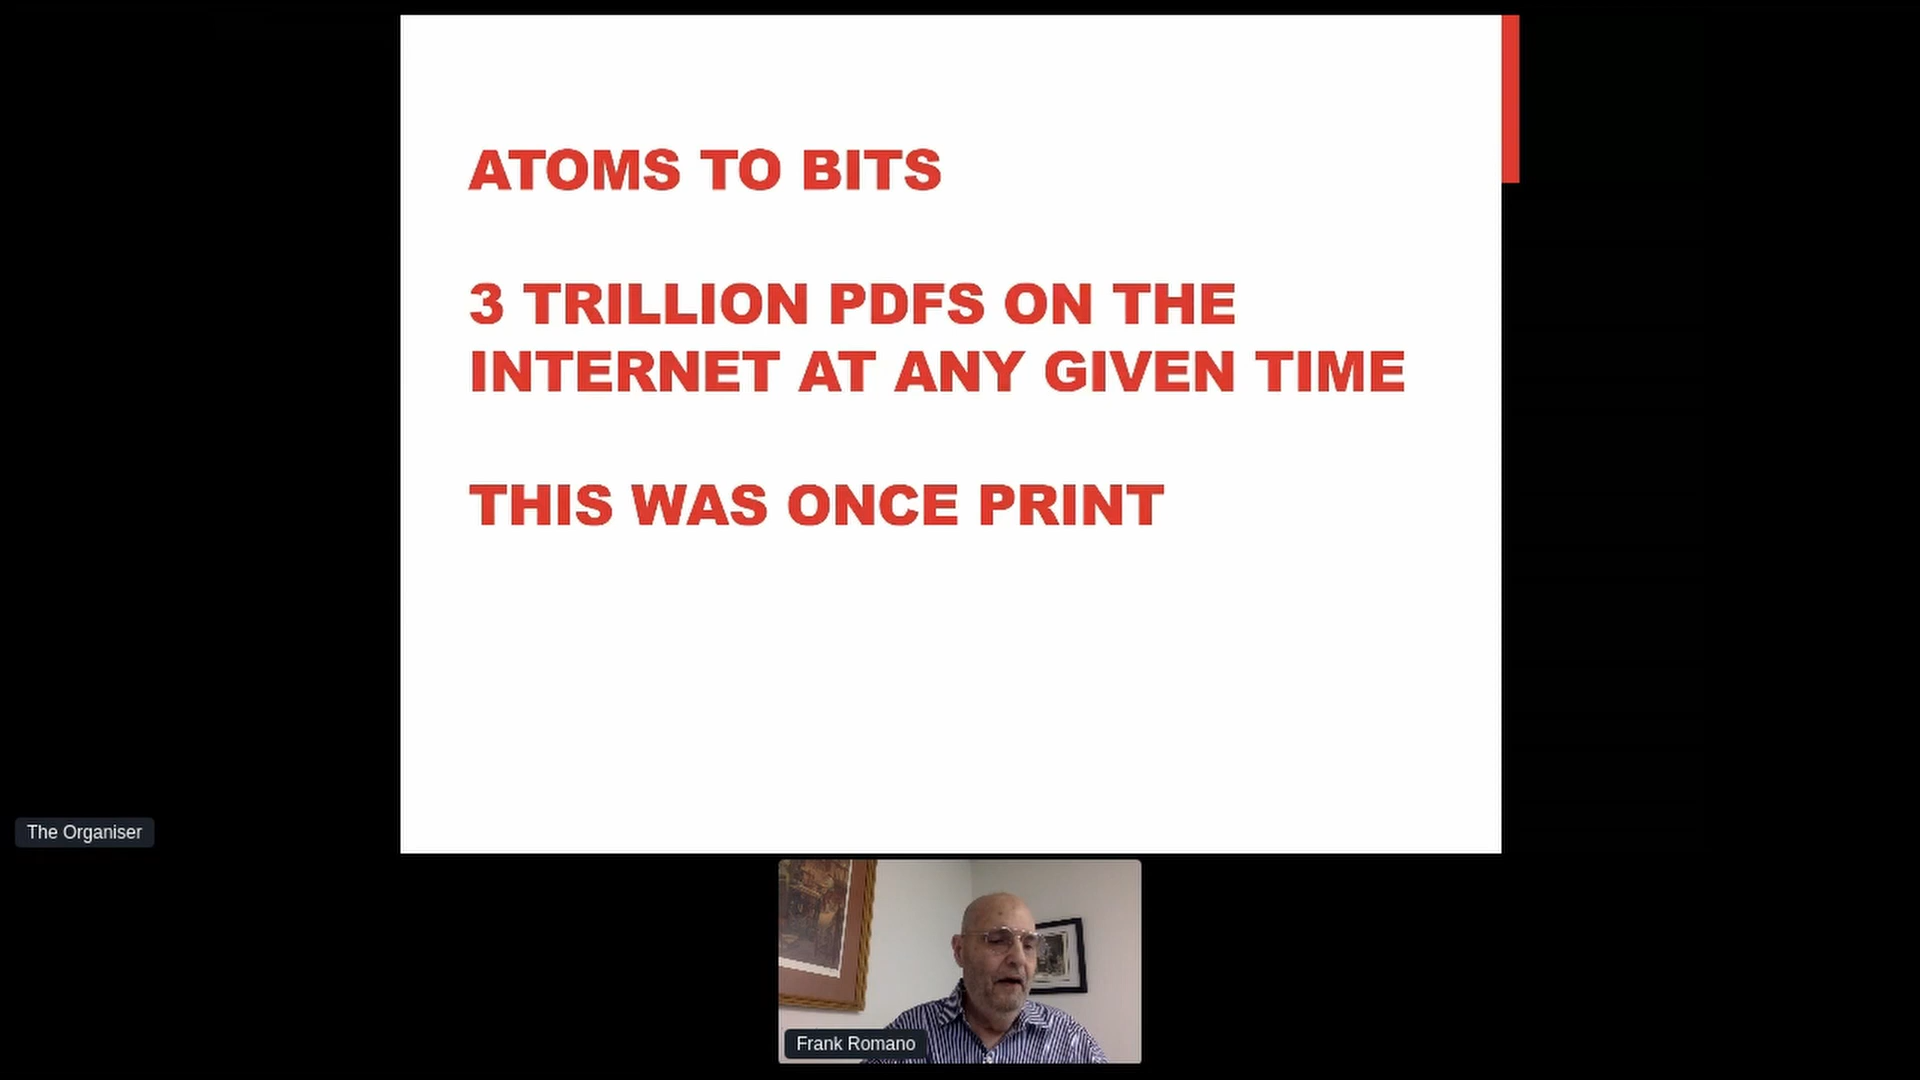 ATOMS TO BITS
3 TRILLION PDFS ON THE
INTERNET AT ANY GIVEN TIME
THIS WAS ONCE PRINT
The Organiser
Frank Romano